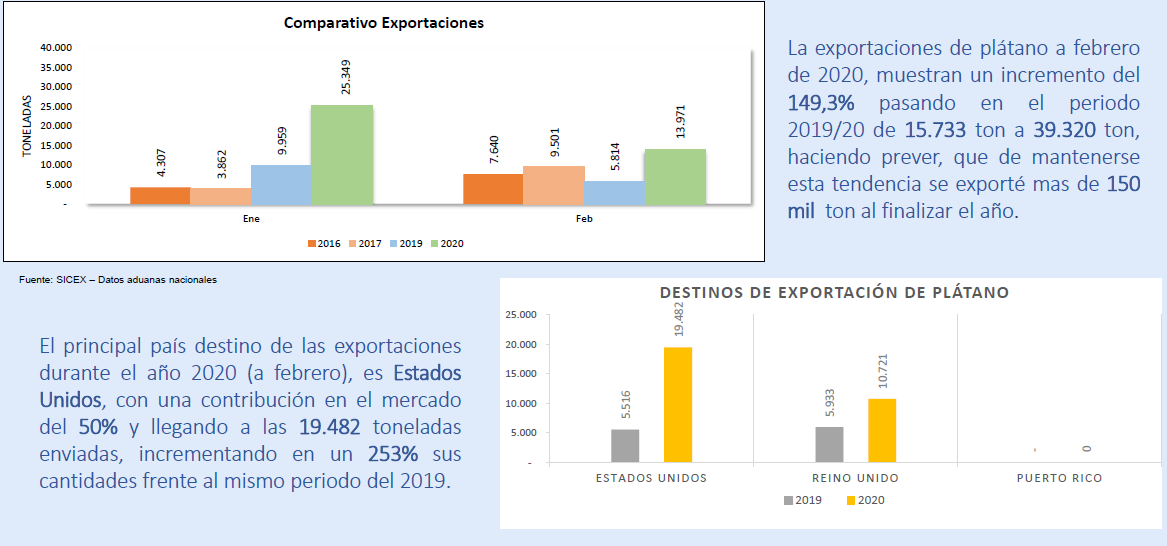 Comparativo Exportaciones
TONELADAS
40.000
35.000
30.000
25.000
20.000
15.000
10.000
5.000
-
4.307
3.862
9.959
25.349
7.640
9.501
5.814
13.971
Ene
Feb
2016 2017 2019 2020
Fuente: SICEX – Datos aduanas nacionales
La exportaciones de plátano a febrero
de 2020, muestran un incremento del
149,3% pasando en el periodo
2019/20 de 15.733 ton a 39.320 ton,
haciendo prever, que de mantenerse
esta tendencia se exporté mas de 150
mil ton al finalizar el año.
El principal país destino de las exportaciones
durante el año 2020 (a febrero), es Estados
Unidos, con una contribución en el mercado
del 50% y llegando a las 19.482 toneladas
enviadas, incrementando en un 253% sus
cantidades frente al mismo periodo del 2019.
DESTINOS DE EXPORTACIÓN DE PLÁTANO
25.000
20.000
15.000
10.000
5.000
-
5.516
19.482
5.933
10.721
-
0
ESTADOS UNIDOS
REINO UNIDO
PUERTO RICO
2019 2020